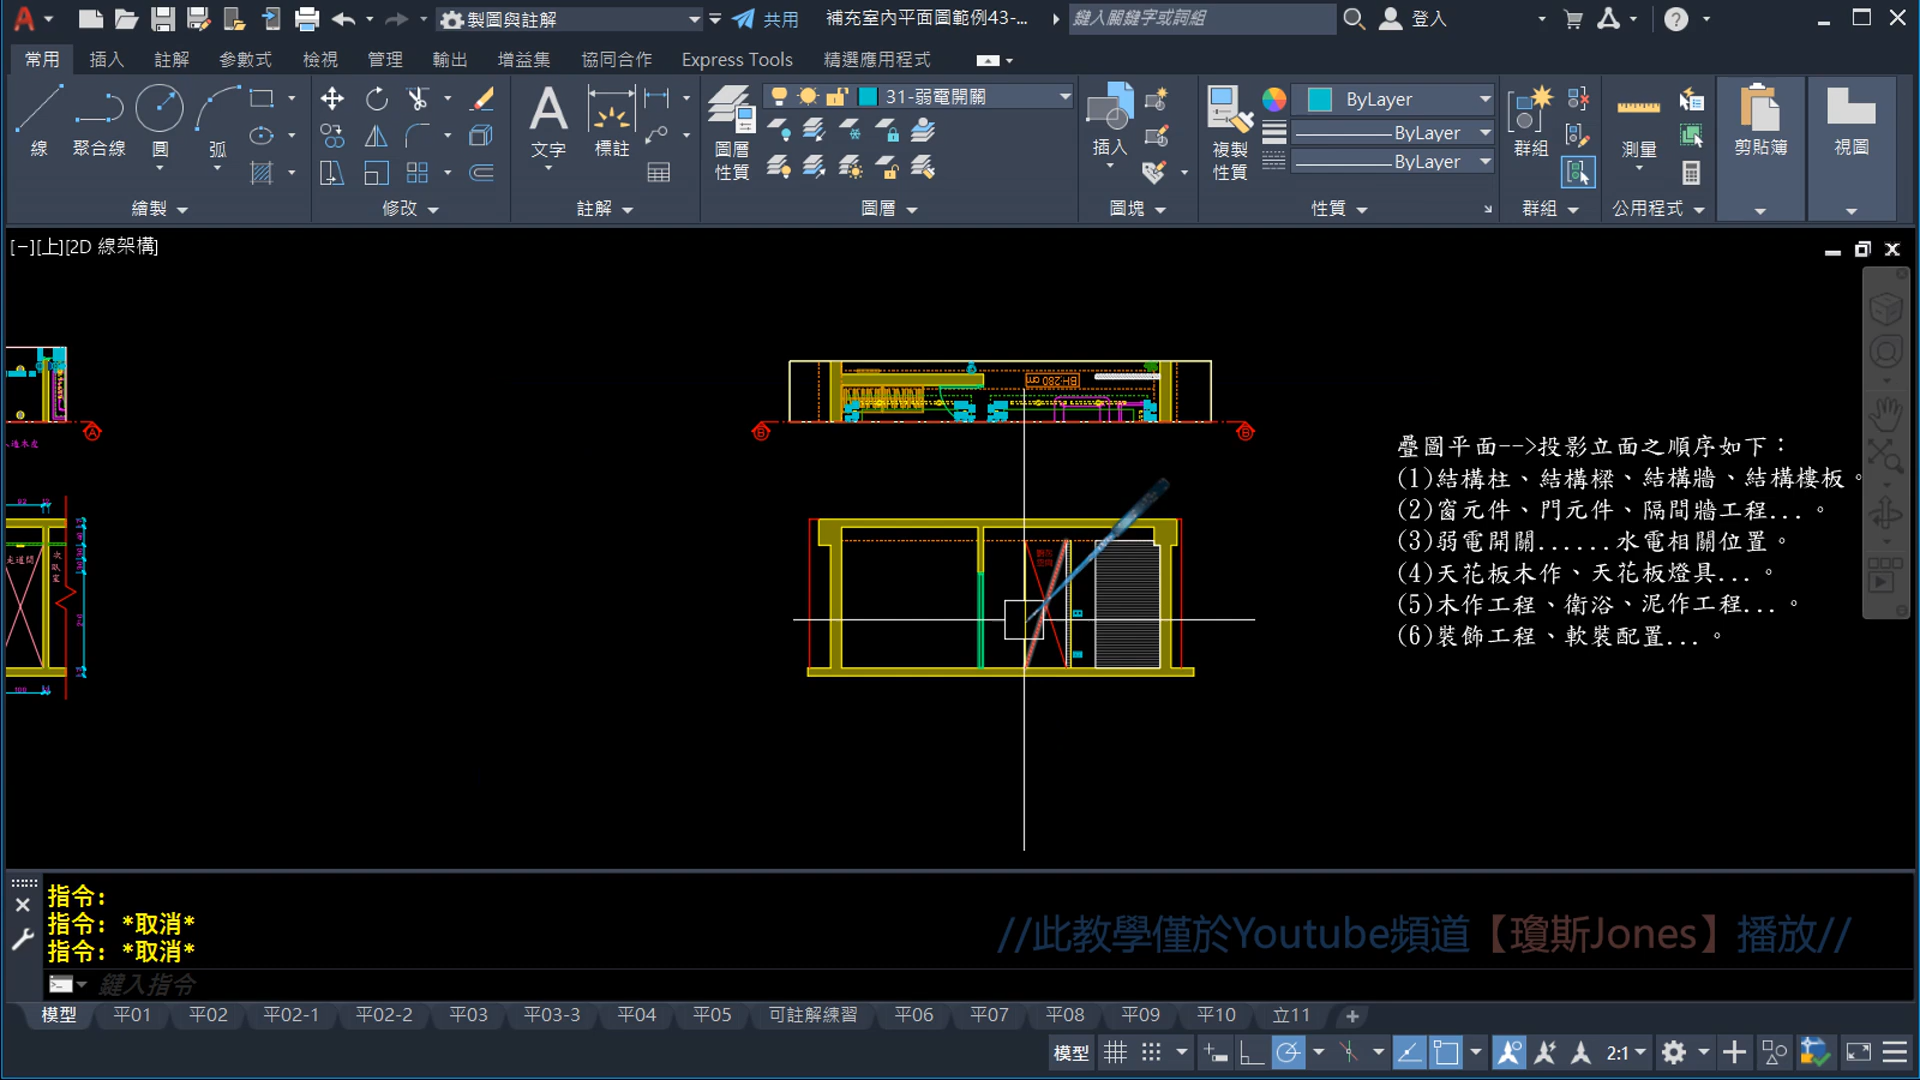 製圖與註解
共用
補充室內平面圖範例43-...
鍵入關鍵字或詞組
登入
常用 插入 註解 參數式 檢視 管理 輸出 增益集 協同合作 Express Tools 精選應用程式
線 聚合線 圓 弧
繪製
修改
文字 標註
註解
圖層
性質
31-弱電開關
圖層
插入
圖塊
複製
性質
ByLayer
ByLayer
ByLayer
性質
群組
群組
測量
公用程式
剪貼簿
視圖
[−][上][2D 線架構]
BH:280 cm
A
B
B
疊圖平面-->投影立面之順序如下：
(1)結構柱、結構樑、結構牆、結構樓板。
(2)窗元件、門元件、隔間牆工程...。
(3)弱電開關......水電相關位置。
(4)天花板木作、天花板燈具...。
(5)木作工程、衛浴、泥作工程...。
(6)裝飾工程、軟裝配置...。
指令:
指令: *取消*
指令: *取消*
鍵入指令
//此教學僅於Youtube頻道【瓊斯Jones】播放//
模型 平01 平02 平02-1 平02-2 平03 平03-3 平04 平05 可註解練習 平06 平07 平08 平09 平10 立11
模型 2:1